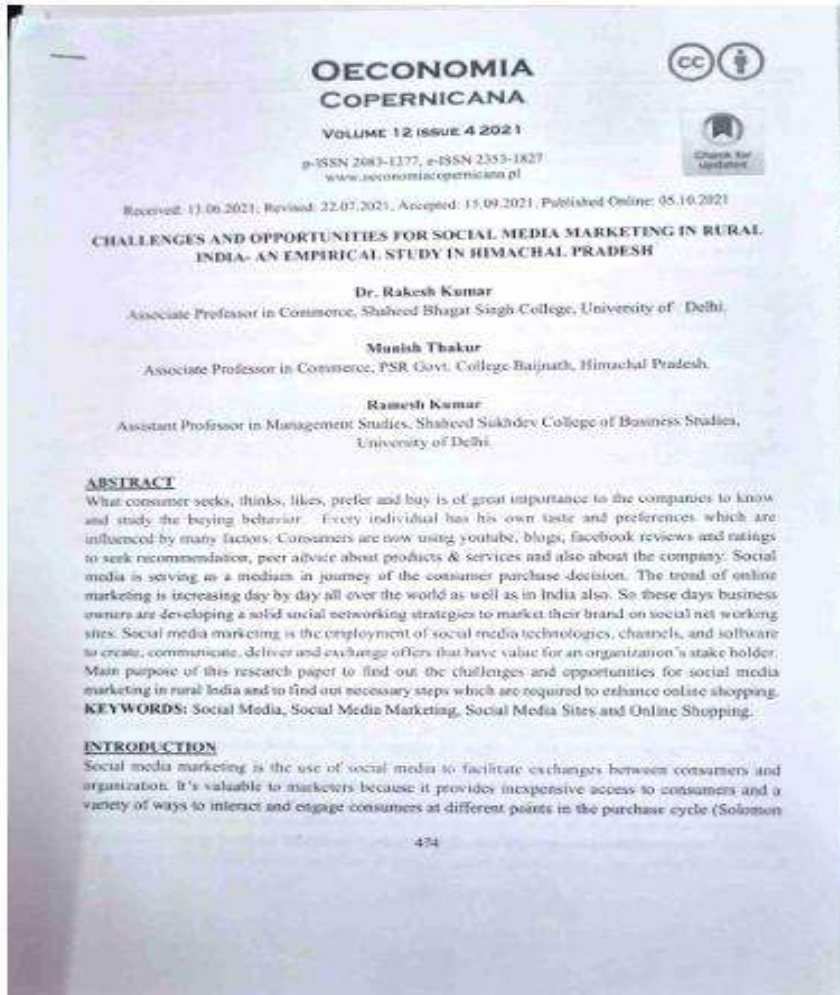 OECONOMIA
COPERNICANA
VOLUME 12 ISSUE 4 2021
p-ISSN 2083-1277, e-ISSN 2353-1827
www.oeconomiacopernicana.pl
CC
Check for
updates
Received: 13.06.2021, Revised: 22.07.2021, Accepted: 15.09.2021, Published Online: 05.10.2021
CHALLENGES AND OPPORTUNITIES FOR SOCIAL MEDIA MARKETING IN RURAL
INDIA- AN EMPIRICAL STUDY IN HIMACHAL PRADESH
Dr. Rakesh Kumar
Associate Professor in Commerce, Shaheed Bhagat Singh College, University of Delhi.
Munish Thakur
Associate Professor in Commerce, PSR Govt. College Baijnath, Himachal Pradesh.
Ramesh Kumar
Assistant Professor in Management Studies, Shaheed Sukhdev College of Business Studies,
University of Delhi.
ABSTRACT
What consumer seeks, thinks, likes, prefer and buy is of great importance to the companies to know
and study the buying behavior. Every individual has his own taste and preferences which are
influenced by many factors. Consumers are now using youtube, blogs, facebook reviews and ratings
to seek recommendation, peer advice about products & services and also about the company. Social
media is serving as a medium in journey of the consumer purchase decision. The trend of online
marketing is increasing day by day all over the world as well as in India also. So these days business
owners are developing a solid social networking strategies to market their brand on social net working
sites. Social media marketing is the employment of social media technologies, channels, and software
to create, communicate, deliver and exchange offers that have value for an organization's stake holder.
Main purpose of this research paper to find out the challenges and opportunities for social media
marketing in rural India and to find out necessary steps which are required to enhance online shopping.
KEYWORDS: Social Media, Social Media Marketing, Social Media Sites and Online Shopping.
INTRODUCTION
Social media marketing is the use of social media to facilitate exchanges between consumers and
organization. It's valuable to marketers because it provides inexpensive access to consumers and a
variety of ways to interact and engage consumers at different points in the purchase cycle (Solomon
474